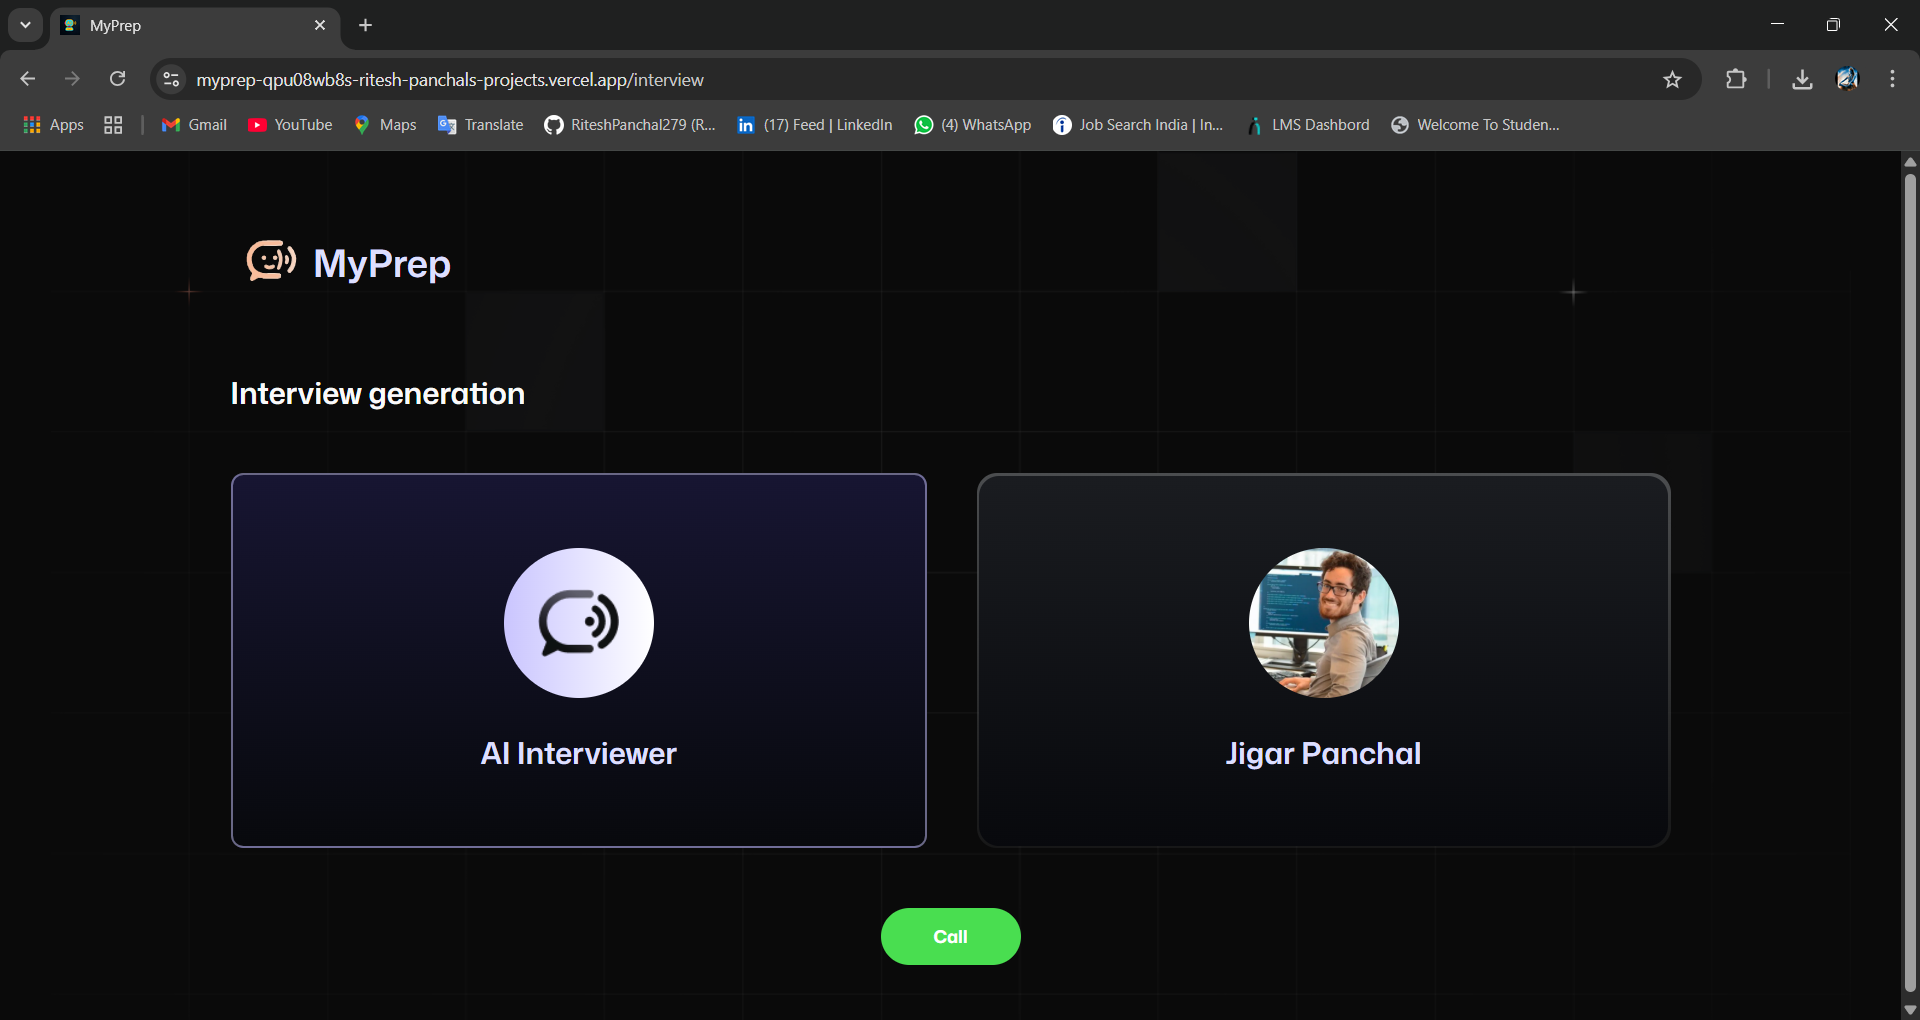 MyPrep
myprep-qpu08wb8s-ritesh-panchals-projects.vercel.app/interview
Apps Gmail YouTube Maps Translate RiteshPanchal279 (R... (17) Feed | LinkedIn (4) WhatsApp Job Search India | In... LMS Dashbord Welcome To Studen...
MyPrep
Interview generation
AI Interviewer
Jigar Panchal
Call